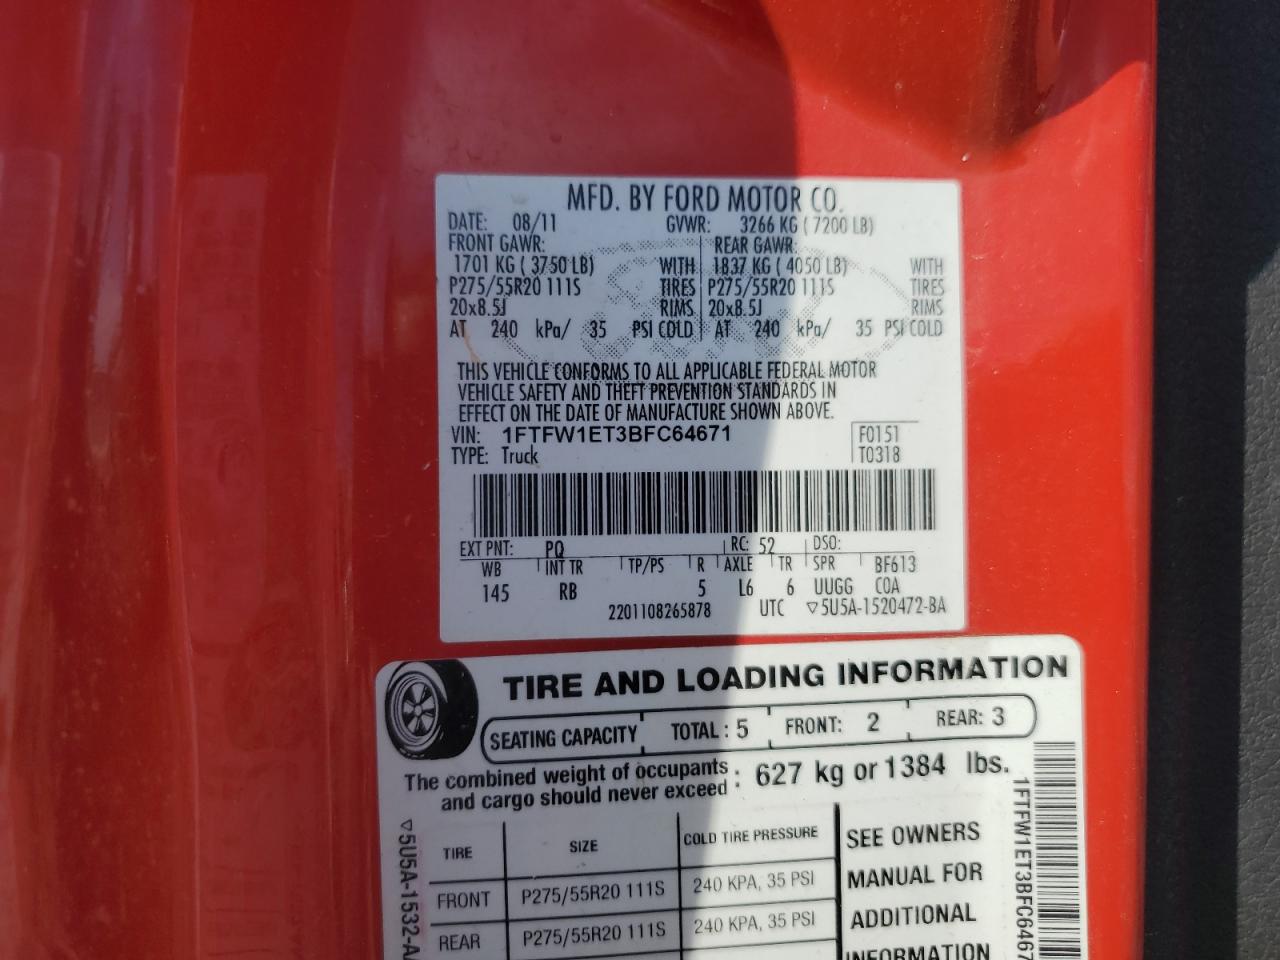 MFD. BY FORD MOTOR CO.
DATE: 08/11 GVWR: 3266 KG ( 7200 LB)
FRONT GAWR: REAR GAWR:
1701 KG ( 3750 LB) WITH 1837 KG ( 4050 LB) WITH
P275/55R20 111S TIRES P275/55R20 111S TIRES
20x8.5J RIMS 20x8.5J RIMS
AT 240 kPa/ 35 PSI COLD AT 240 kPa/ 35 PSI COLD
THIS VEHICLE CONFORMS TO ALL APPLICABLE FEDERAL MOTOR
VEHICLE SAFETY AND THEFT PREVENTION STANDARDS IN
EFFECT ON THE DATE OF MANUFACTURE SHOWN ABOVE.
VIN: 1FTFW1ET3BFC64671 F0151
TYPE: Truck T0318
EXT PNT: PQ RC: 52 DSO:
WB INT TR TP/PS R AXLE TR SPR BF613
145 RB 5 L6 6 UUGG COA
2201108265878 UTC ▽5U5A-1520472-BA
TIRE AND LOADING INFORMATION
SEATING CAPACITY TOTAL : 5 FRONT: 2 REAR: 3
The combined weight of occupants
and cargo should never exceed : 627 kg or 1384 lbs.
TIRE SIZE COLD TIRE PRESSURE
FRONT P275/55R20 111S 240 KPA, 35 PSI
REAR P275/55R20 111S 240 KPA, 35 PSI
SEE OWNERS
MANUAL FOR
ADDITIONAL
INFORMATION
▽5U5A-1532-A
1FTFW1ET3BFC6467